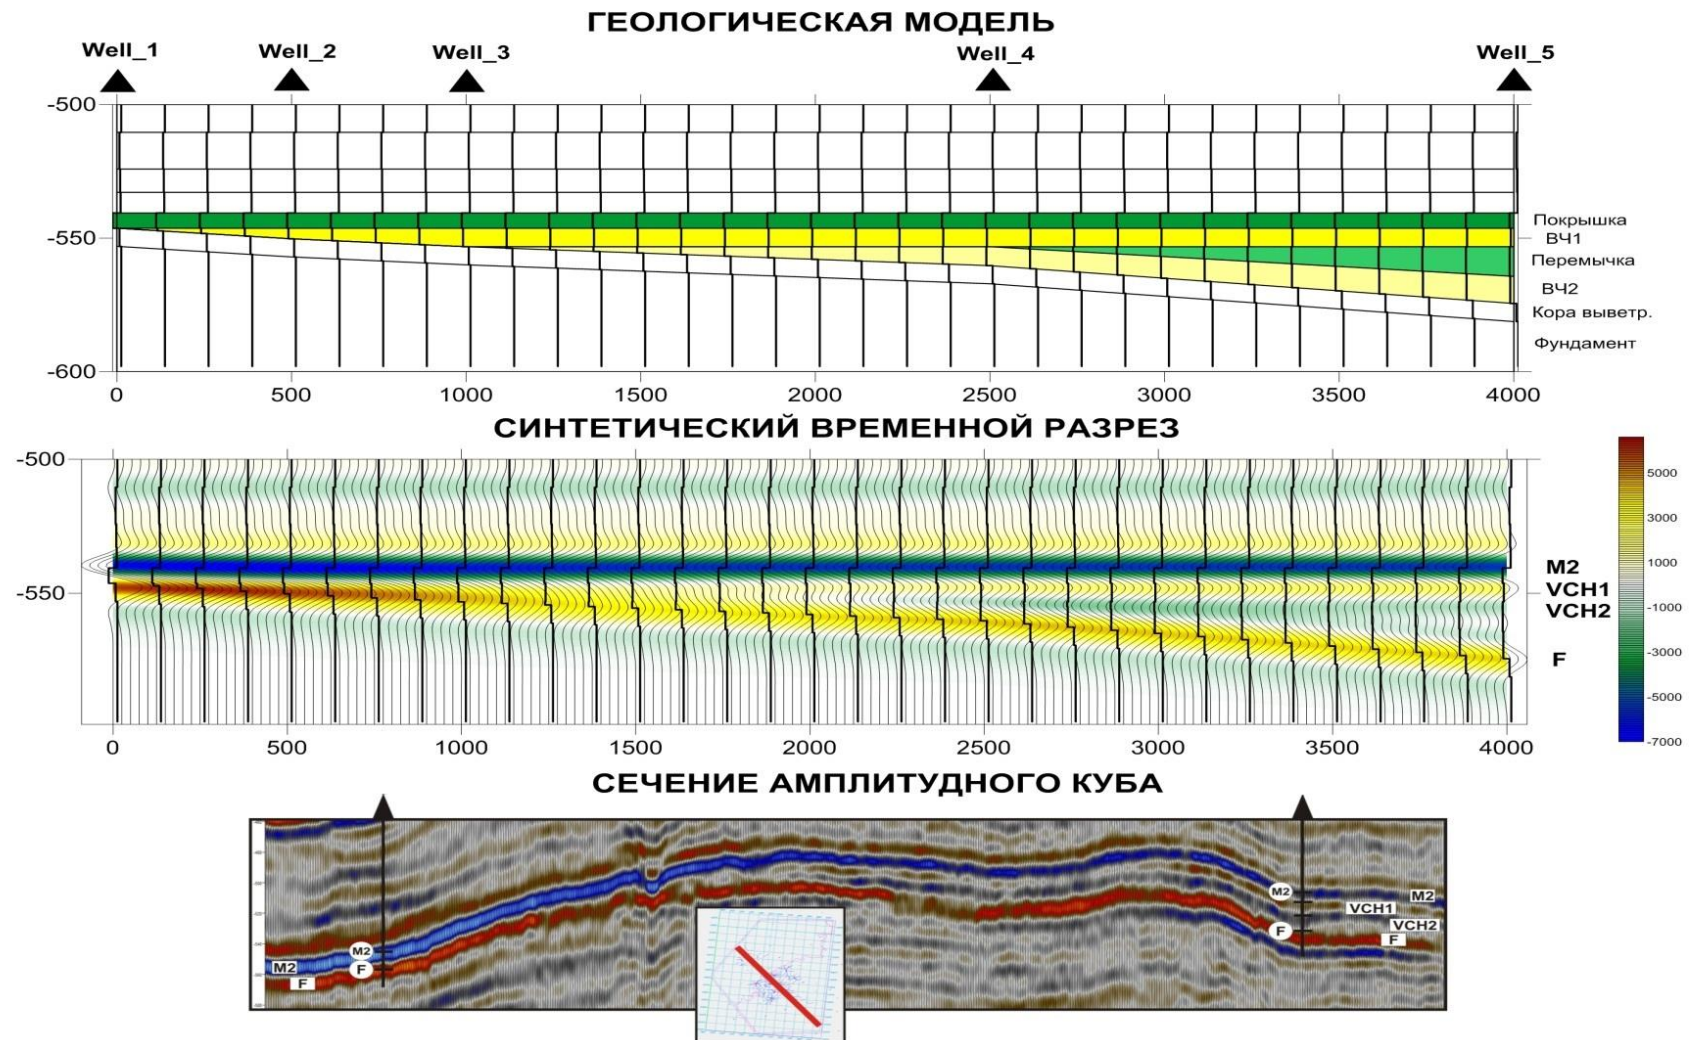 ГЕОЛОГИЧЕСКАЯ МОДЕЛЬ
Well_1 Well_2 Well_3 Well_4 Well_5
-500
-550
-600
Покрышка
ВЧ1
Перемычка
ВЧ2
Кора выветр.
Фундамент
0 500 1000 1500 2000 2500 3000 3500 4000
СИНТЕТИЧЕСКИЙ ВРЕМЕННОЙ РАЗРЕЗ
-500
-550
M2
VCH1
VCH2
F
5000
3000
1000
-1000
-3000
-5000
-7000
0 500 1000 1500 2000 2500 3000 3500 4000
СЕЧЕНИЕ АМПЛИТУДНОГО КУБА
M2 M2
VCH1
VCH2
F F
M2 M2
F F